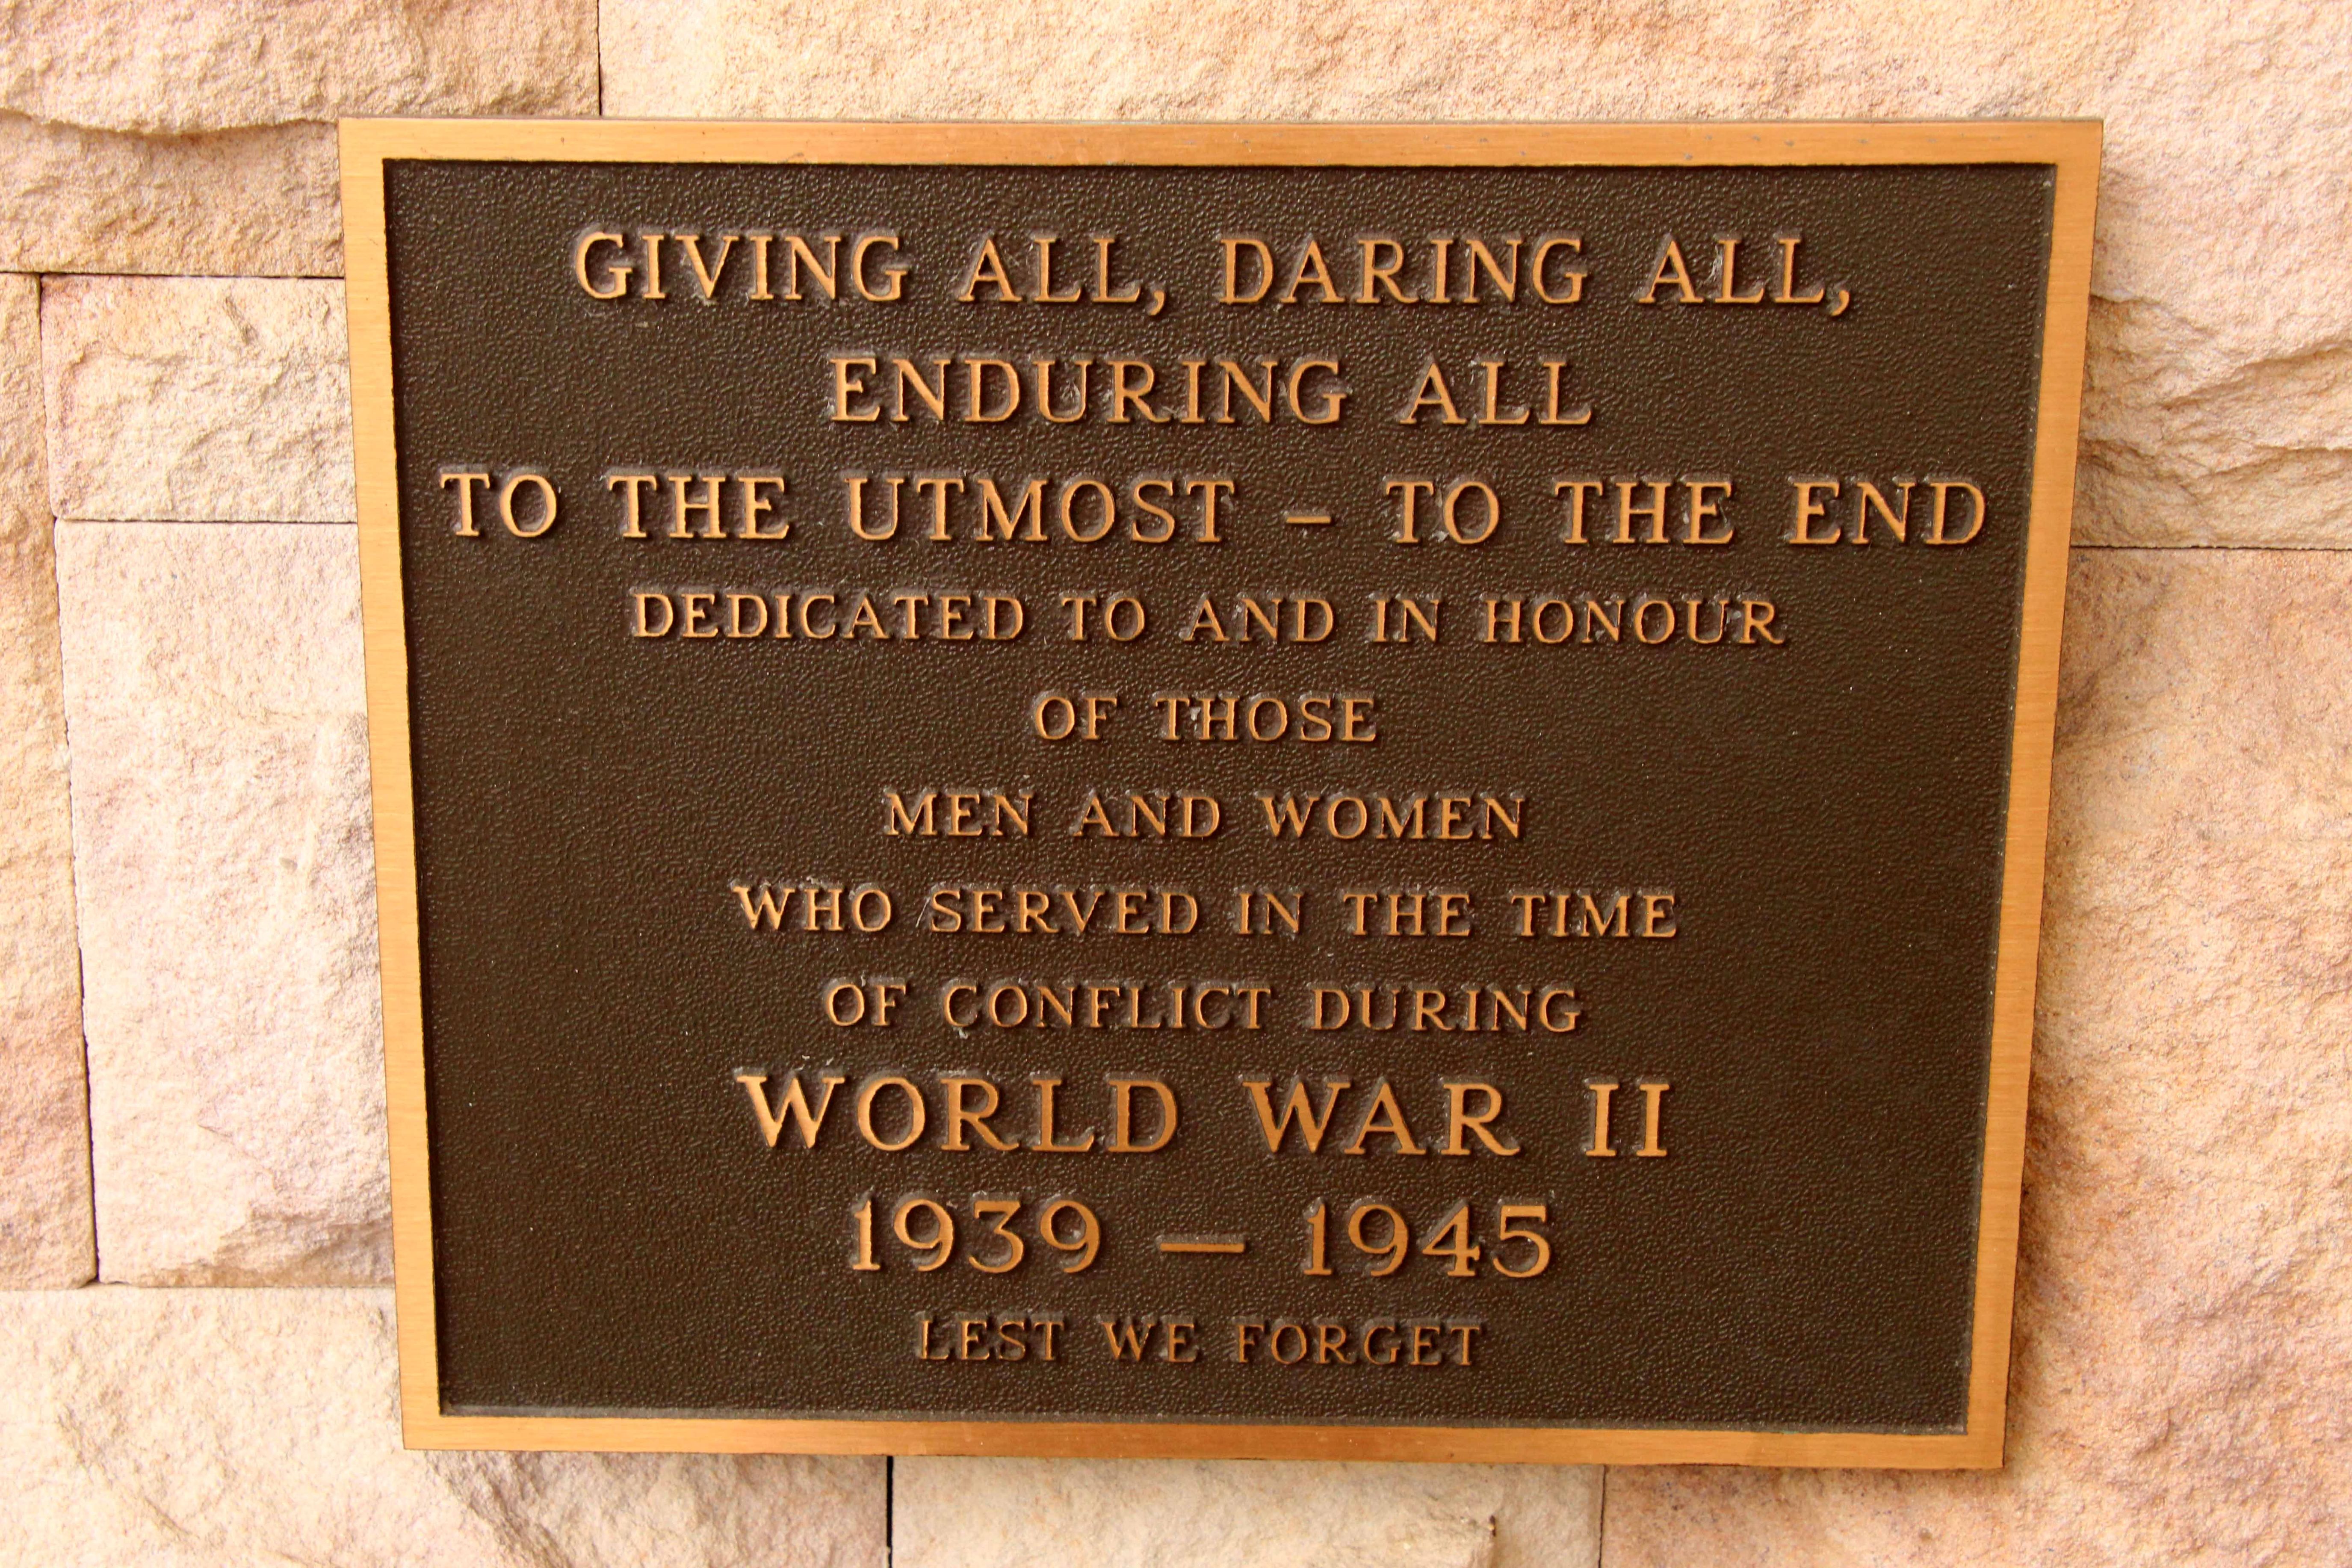 GIVING ALL, DARING ALL,
ENDURING ALL
TO THE UTMOST – TO THE END
DEDICATED TO AND IN HONOUR
OF THOSE
MEN AND WOMEN
WHO SERVED IN THE TIME
OF CONFLICT DURING
WORLD WAR II
1939 – 1945
LEST WE FORGET